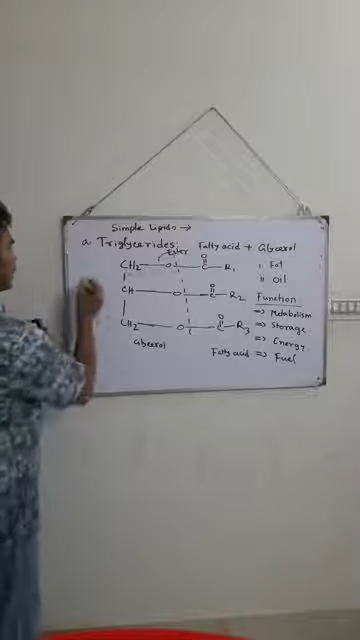 Simple Lipids →
a Triglycerides: Fatty acid + Glycerol
Ester
O
CH₂ — O — C — R₁
" Fat
" Oil
O
CH — O — C — R₂
Function
⇒ Metabolism
O
CH₂ — O — C — R₃
⇒ Storage
⇒ Energy
Glycerol
Fatty acid ⇒ Fuel